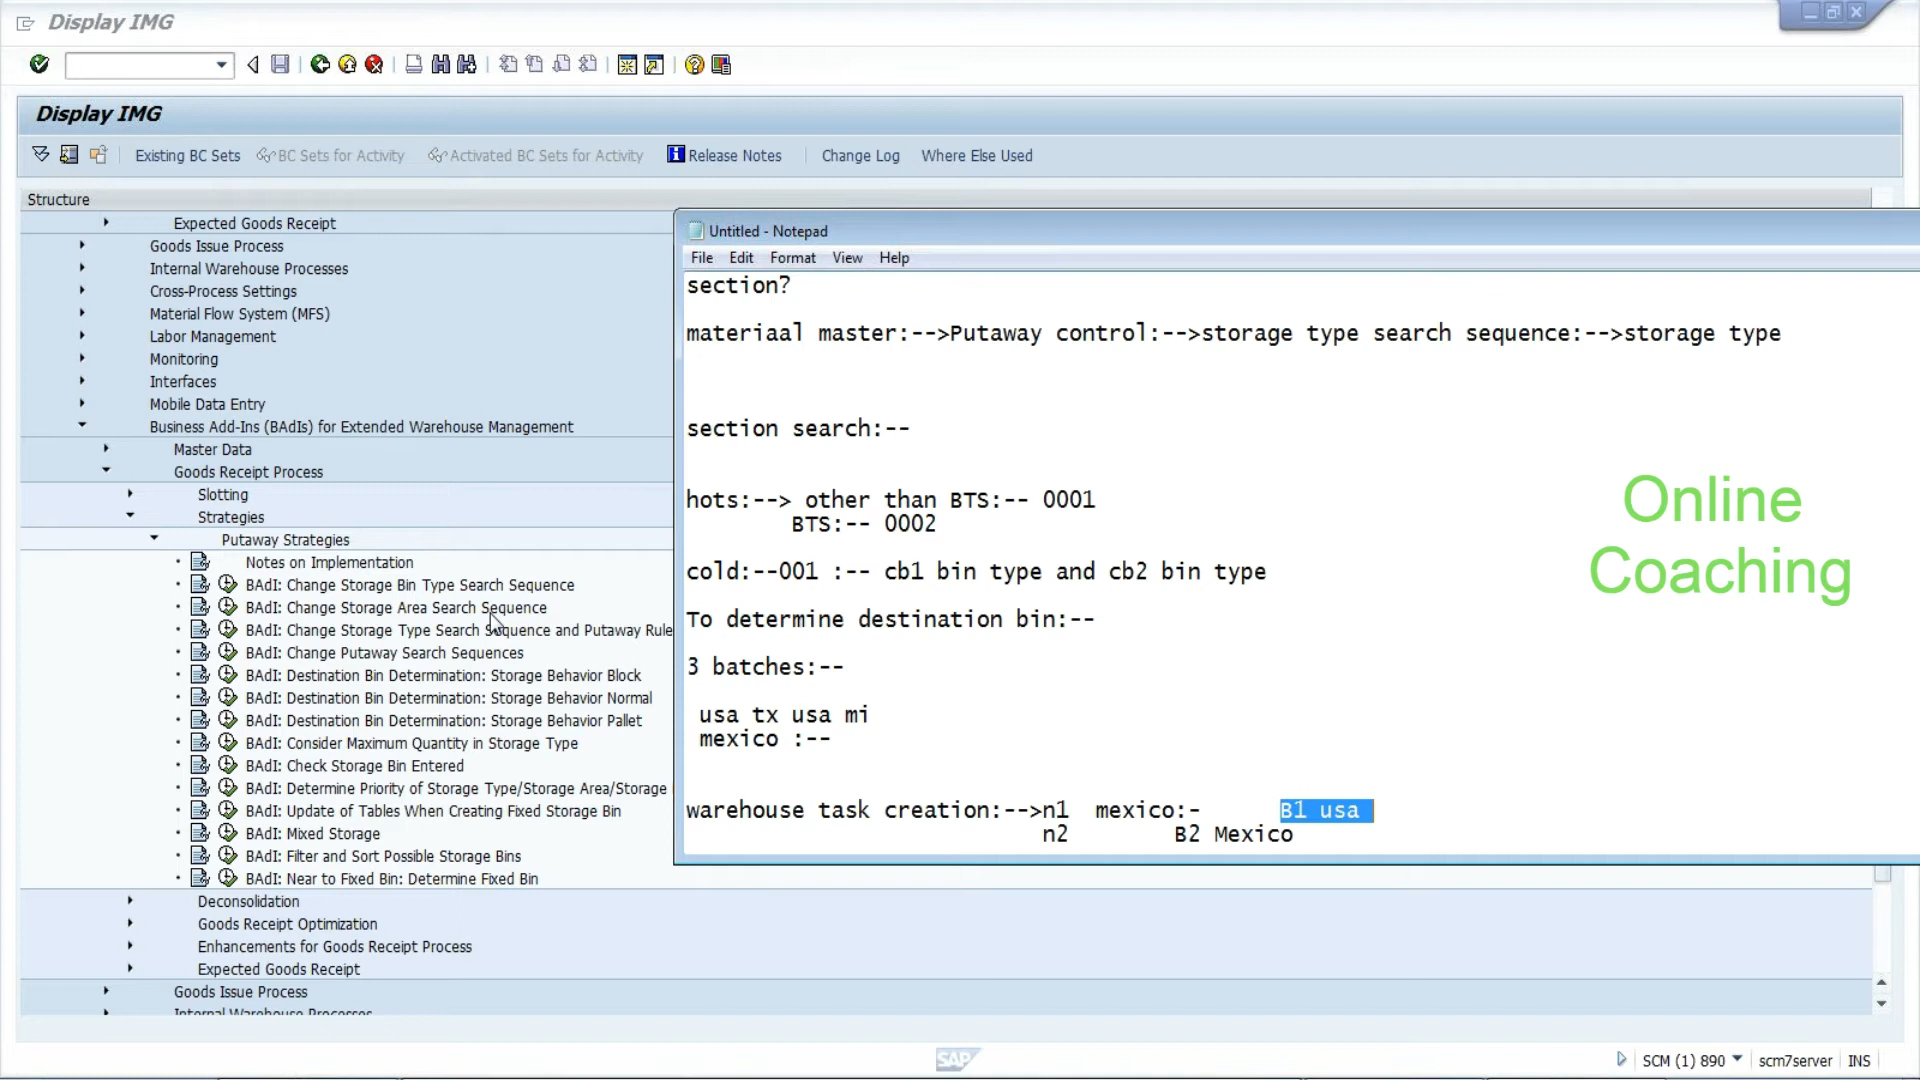 Display IMG
Display IMG
Existing BC Sets
BC Sets for Activity
Activated BC Sets for Activity
Release Notes
Change Log
Where Else Used
Structure
Expected Goods Receipt
Goods Issue Process
Internal Warehouse Processes
Cross-Process Settings
Material Flow System (MFS)
Labor Management
Monitoring
Interfaces
Mobile Data Entry
Business Add-Ins (BAdIs) for Extended Warehouse Management
Master Data
Goods Receipt Process
Slotting
Strategies
Putaway Strategies
Notes on Implementation
BAdI: Change Storage Bin Type Search Sequence
BAdI: Change Storage Area Search Sequence
BAdI: Change Storage Type Search Sequence and Putaway Rule
BAdI: Change Putaway Search Sequences
BAdI: Destination Bin Determination: Storage Behavior Block
BAdI: Destination Bin Determination: Storage Behavior Normal
BAdI: Destination Bin Determination: Storage Behavior Pallet
BAdI: Consider Maximum Quantity in Storage Type
BAdI: Check Storage Bin Entered
BAdI: Determine Priority of Storage Type/Storage Area/Storage
BAdI: Update of Tables When Creating Fixed Storage Bin
BAdI: Mixed Storage
BAdI: Filter and Sort Possible Storage Bins
BAdI: Near to Fixed Bin: Determine Fixed Bin
Deconsolidation
Goods Receipt Optimization
Enhancements for Goods Receipt Process
Expected Goods Receipt
Goods Issue Process
Internal Warehouse Processes
Untitled - Notepad
File Edit Format View Help
section?
materiaal master:-->Putaway control:-->storage type search sequence:-->storage type
section search:--
hots:--> other than BTS:-- 0001
BTS:-- 0002
cold:--001 :-- cb1 bin type and cb2 bin type
To determine destination bin:--
3 batches:--
usa tx usa mi
mexico :--
warehouse task creation:-->n1 mexico:- B1 usa
n2 B2 Mexico
Online
Coaching
SAP
SCM (1) 890
scm7server
INS